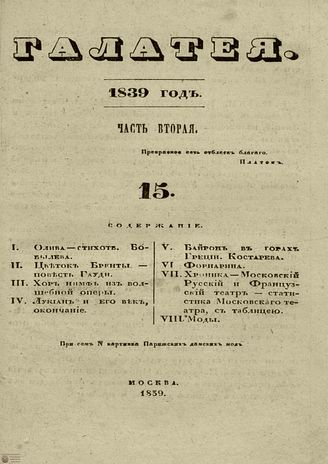 ГАЛАТЕЯ.
1839 ГОДЪ.
ЧАСТЬ ВТОРАЯ.
Прекрасное есть отблескъ благаго.
Платонъ.
15.
СОДЕРЖАНІЕ.
I. Олива — стихотв. Бо-
былева.
II. Цвѣтокъ Бренты —
повѣсть Гауди.
III. Хоръ нимфъ изъ вол-
шебной оперы.
IV. Лукіанъ и его вѣкъ,
окончаніе.
V. Байронъ въ горахъ
Греціи. Костарева.
VI Форнарина.
VII. Хроника — Московскій
Русскій и Француз-
скій театръ — стати-
стика Московскаго те-
атра, съ таблицею.
VIII. Моды.
При семъ N картинка Парижскихъ дамскихъ модъ
МОСКВА.
1839.